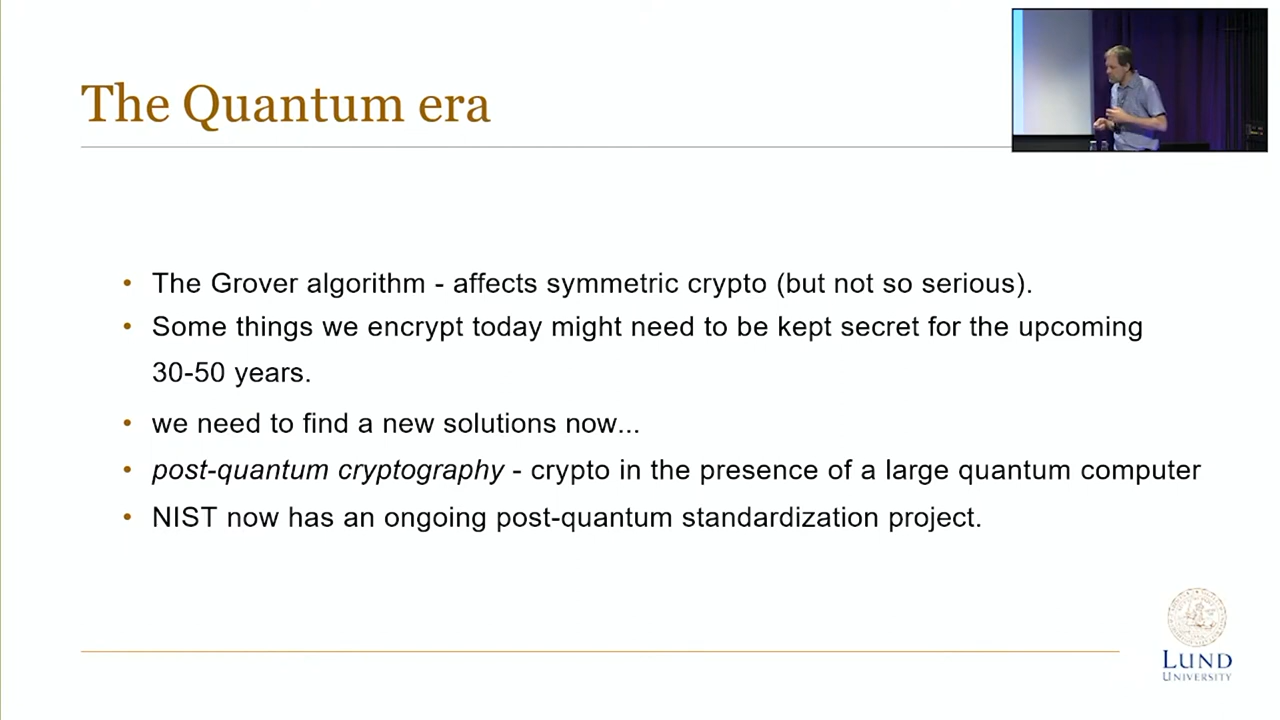 The Quantum era
• The Grover algorithm - affects symmetric crypto (but not so serious).
• Some things we encrypt today might need to be kept secret for the upcoming
30-50 years.
• we need to find a new solutions now...
• post-quantum cryptography - crypto in the presence of a large quantum computer
• NIST now has an ongoing post-quantum standardization project.
LUND
UNIVERSITY